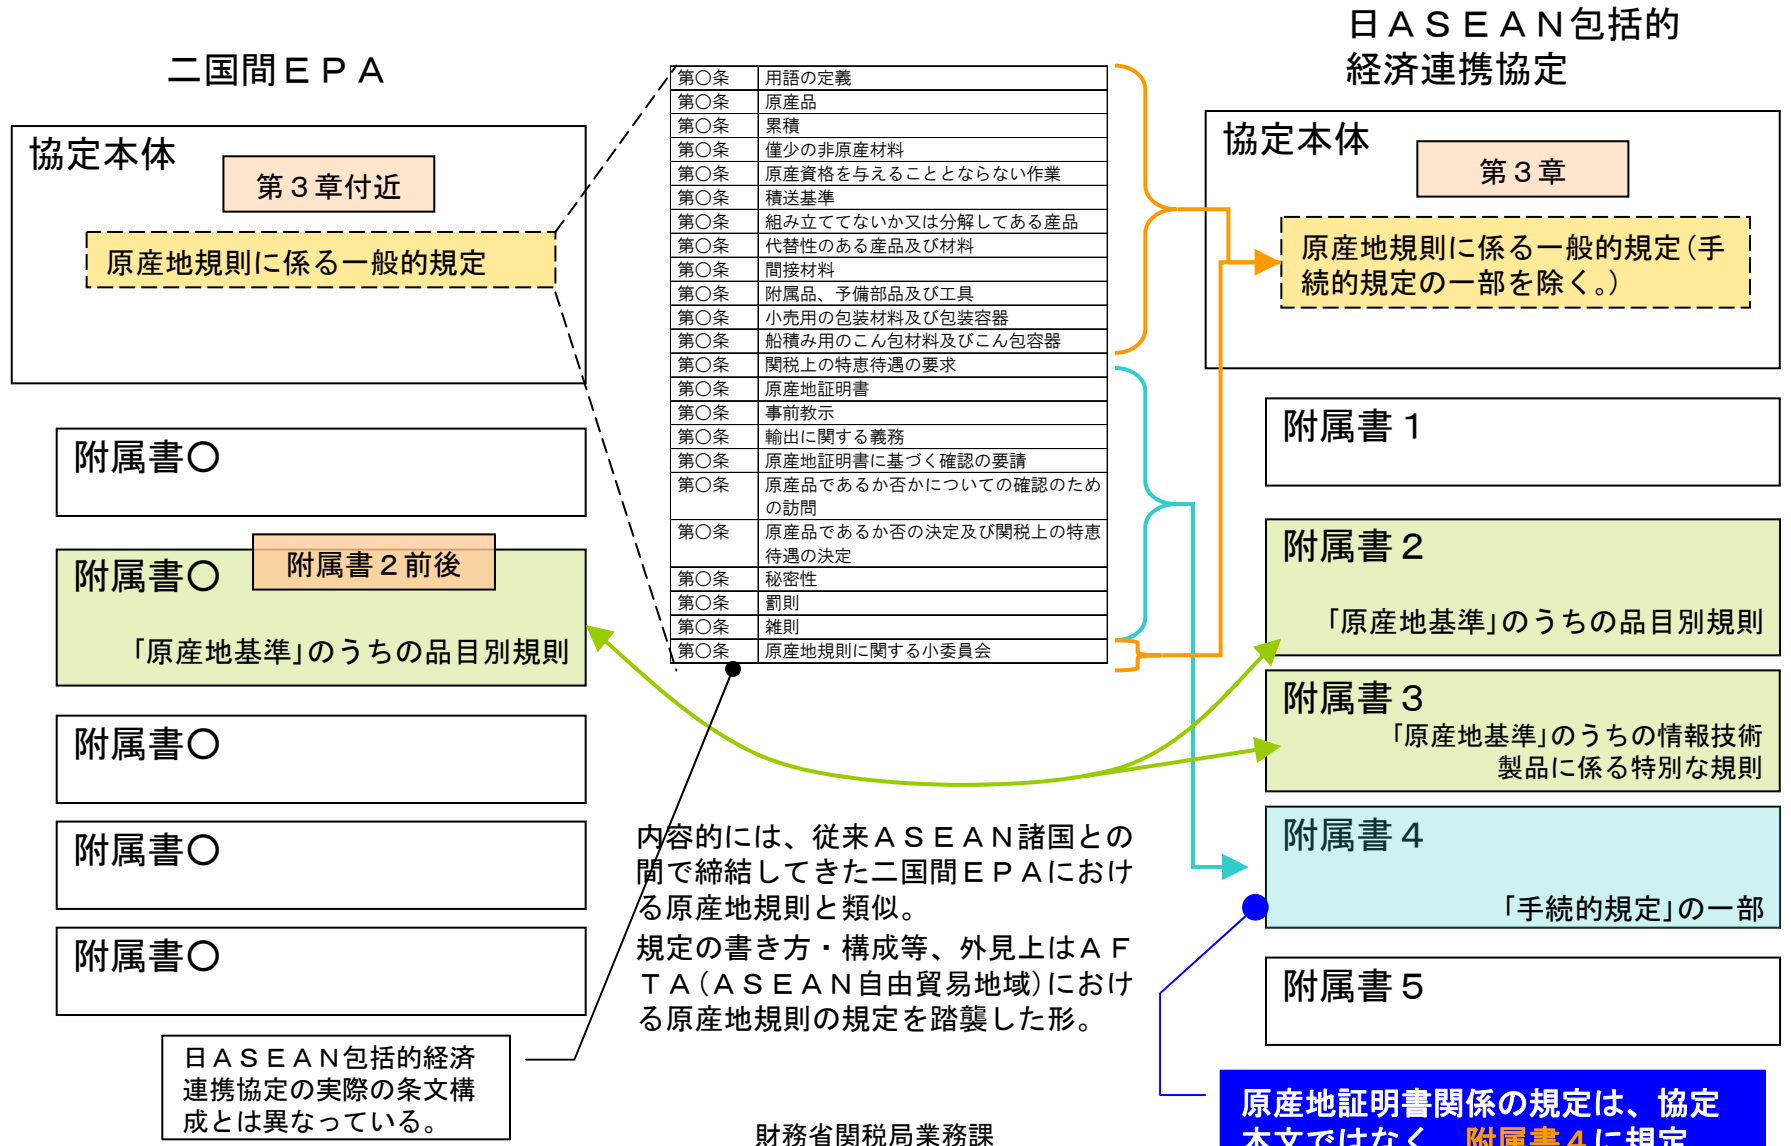 二国間ＥＰＡ
協定本体
第３章付近
原産地規則に係る一般的規定
附属書〇
附属書〇
附属書２前後
「原産地基準」のうちの品目別規則
附属書〇
附属書〇
附属書〇
日ＡＳＥＡＮ包括的経済
連携協定の実際の条文構
成とは異なっている。
第〇条 用語の定義
第〇条 原産品
第〇条 累積
第〇条 僅少の非原産材料
第〇条 原産資格を与えることとならない作業
第〇条 積送基準
第〇条 組み立ててないか又は分解してある産品
第〇条 代替性のある産品及び材料
第〇条 間接材料
第〇条 附属品、予備部品及び工具
第〇条 小売用の包装材料及び包装容器
第〇条 船積み用のこん包材料及びこん包容器
第〇条 関税上の特恵待遇の要求
第〇条 原産地証明書
第〇条 事前教示
第〇条 輸出に関する義務
第〇条 原産地証明書に基づく確認の要請
第〇条 原産品であるか否かについての確認のため
の訪問
第〇条 原産品であるか否の決定及び関税上の特恵
待遇の決定
第〇条 秘密性
第〇条 罰則
第〇条 雑則
第〇条 原産地規則に関する小委員会
内容的には、従来ＡＳＥＡＮ諸国との
間で締結してきた二国間ＥＰＡにおけ
る原産地規則と類似。
規定の書き方・構成等、外見上はＡＦ
ＴＡ（ＡＳＥＡＮ自由貿易地域）におけ
る原産地規則の規定を踏襲した形。
財務省関税局業務課
日ＡＳＥＡＮ包括的
経済連携協定
協定本体
第３章
原産地規則に係る一般的規定（手
続的規定の一部を除く。）
附属書１
附属書２
「原産地基準」のうちの品目別規則
附属書３
「原産地基準」のうちの情報技術
製品に係る特別な規則
附属書４
「手続的規定」の一部
附属書５
原産地証明書関係の規定は、協定
本文ではなく、附属書４に規定